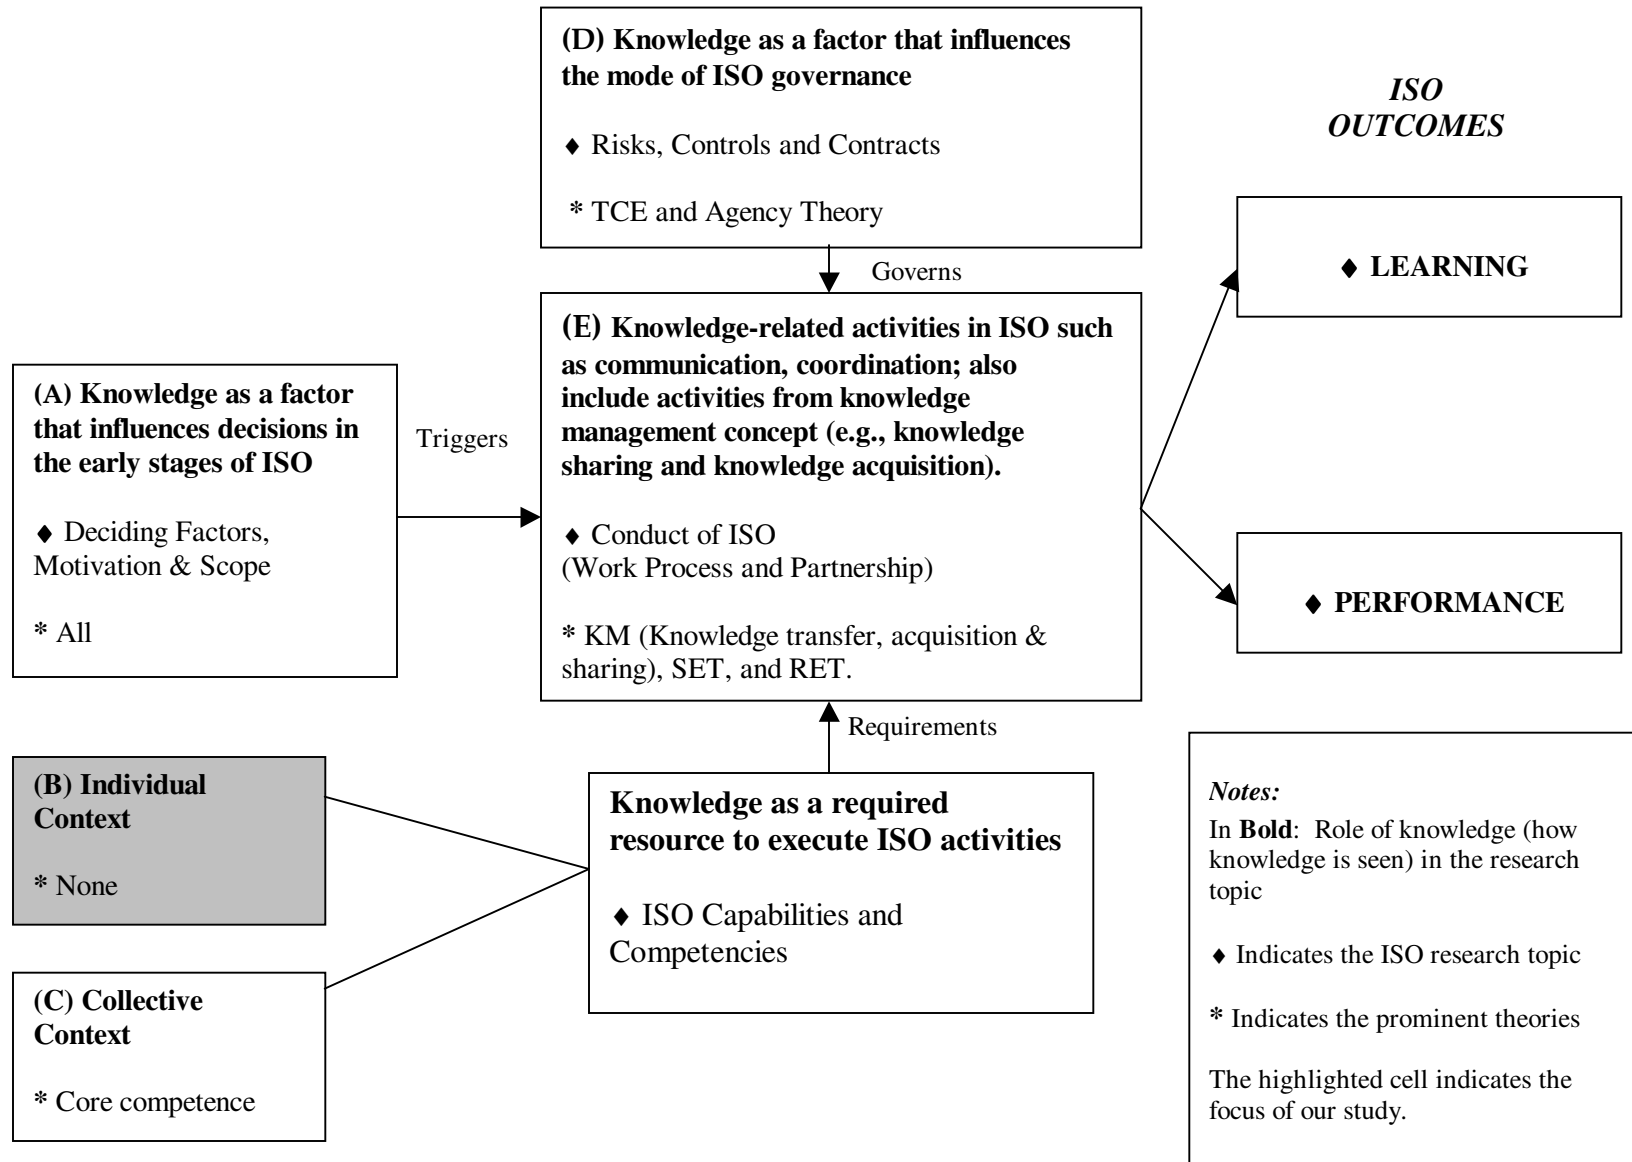 (D) Knowledge as a factor that influences
the mode of ISO governance
♦ Risks, Controls and Contracts
* TCE and Agency Theory
ISO
OUTCOMES
Governs
♦ LEARNING
(E) Knowledge-related activities in ISO such
as communication, coordination; also
include activities from knowledge
management concept (e.g., knowledge
sharing and knowledge acquisition).
♦ Conduct of ISO
(Work Process and Partnership)
* KM (Knowledge transfer, acquisition &
sharing), SET, and RET.
(A) Knowledge as a factor
that influences decisions in
the early stages of ISO
♦ Deciding Factors,
Motivation & Scope
* All
Triggers
♦ PERFORMANCE
Requirements
(B) Individual
Context
* None
(C) Collective
Context
* Core competence
Knowledge as a required
resource to execute ISO activities
♦ ISO Capabilities and
Competencies
Notes:
In Bold: Role of knowledge (how
knowledge is seen) in the research
topic
♦ Indicates the ISO research topic
* Indicates the prominent theories
The highlighted cell indicates the
focus of our study.